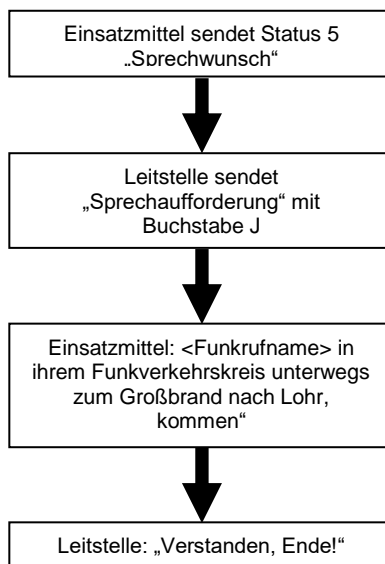 Einsatzmittel sendet Status 5
„Sprechwunsch“
Leitstelle sendet
„Sprechaufforderung“ mit
Buchstabe J
Einsatzmittel: <Funkrufname> in
ihrem Funkverkehrskreis unterwegs
zum Großbrand nach Lohr,
kommen“
Leitstelle: „Verstanden, Ende!“